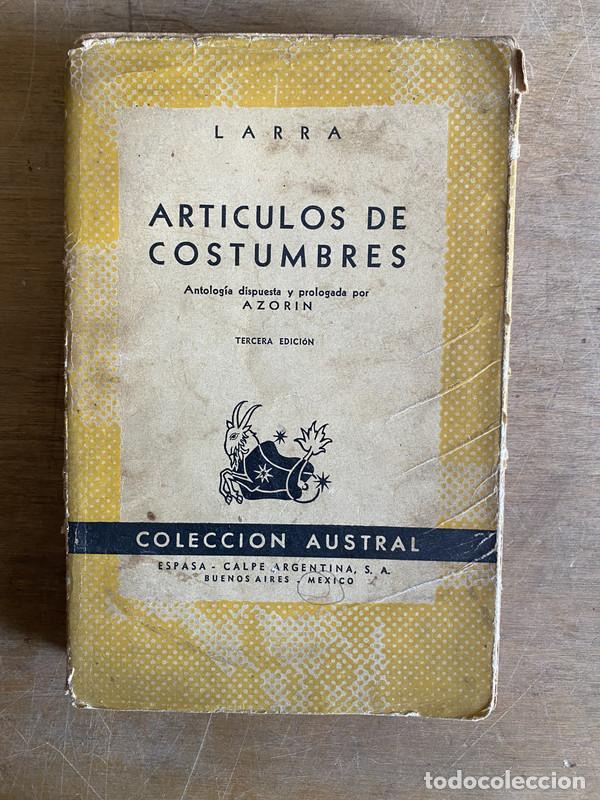 LARRA
ARTICULOS DE
COSTUMBRES
Antología dispuesta y prologada por
AZORIN
TERCERA EDICIÓN
COLECCION AUSTRAL
ESPASA - CALPE ARGENTINA, S. A.
BUENOS AIRES - MEXICO
todocoleccion